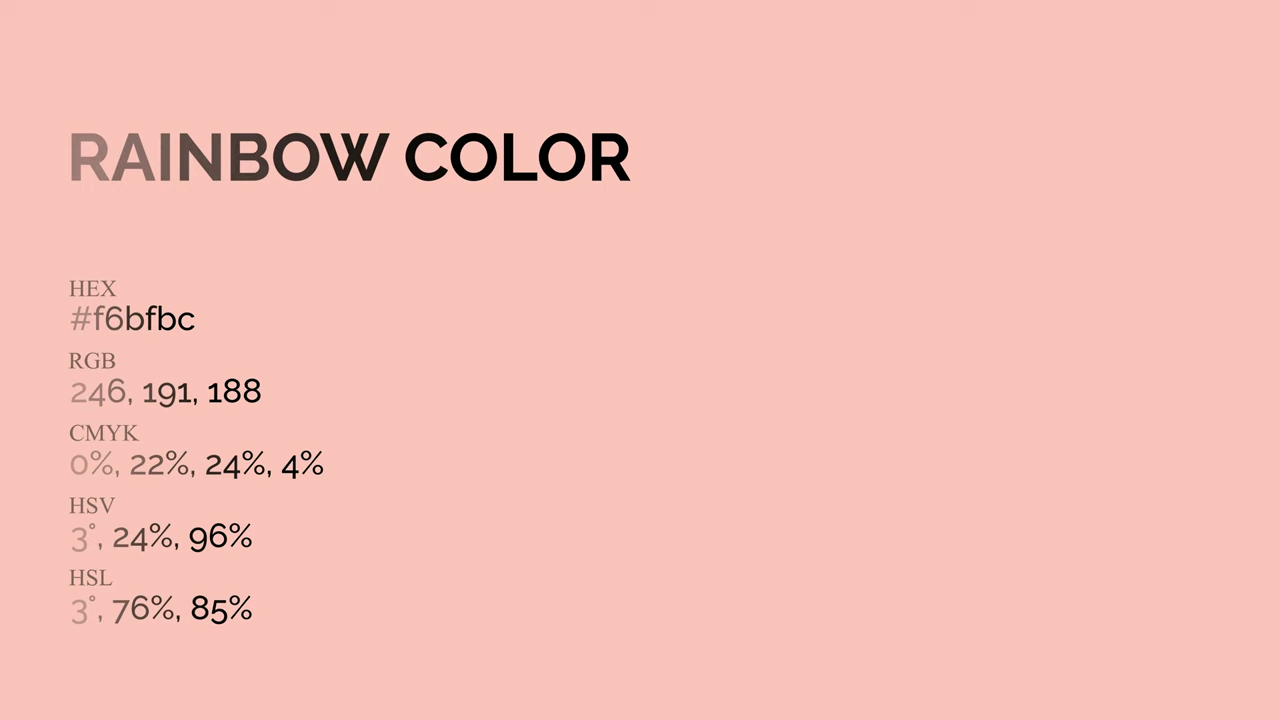 RAINBOW COLOR
HEX
#f6bfbc
RGB
246, 191, 188
CMYK
0%, 22%, 24%, 4%
HSV
3°, 24%, 96%
HSL
3°, 76%, 85%